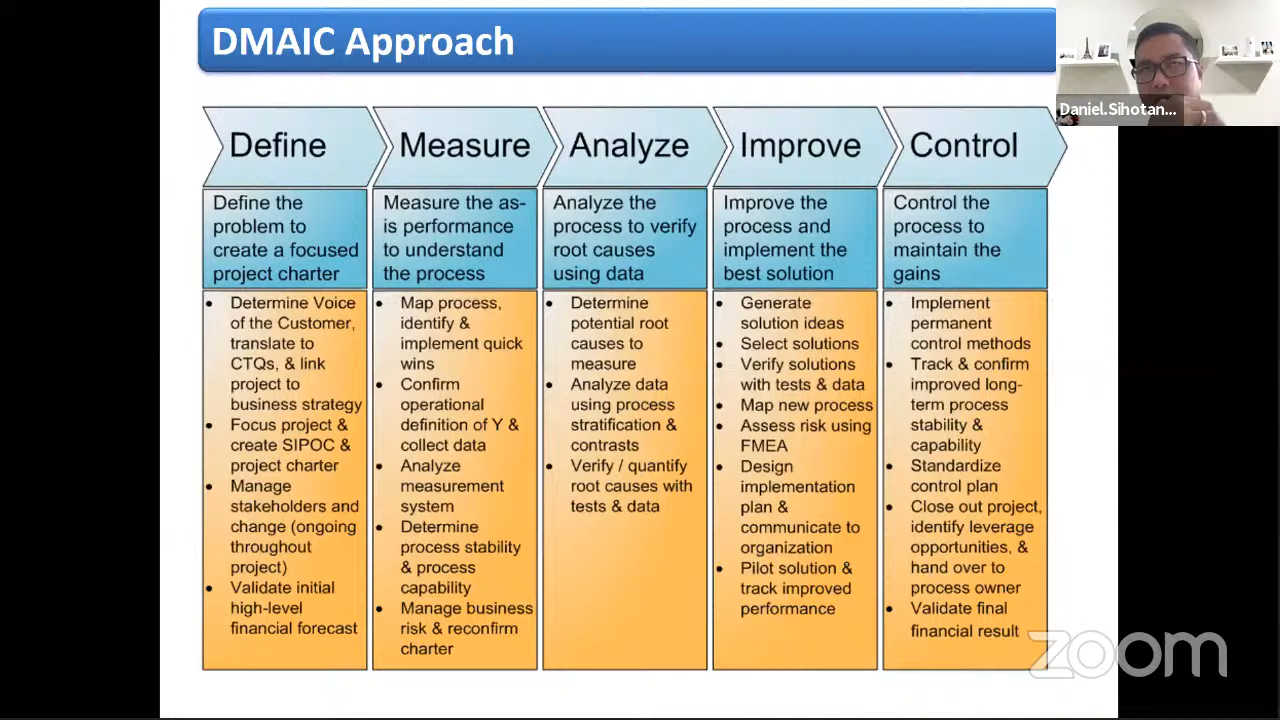 DMAIC Approach
Daniel.Sihotan...
Define
Measure
Analyze
Improve
Control
Define the
problem to
create a focused
project charter
Measure the as-
is performance
to understand
the process
Analyze the
process to verify
root causes
using data
Improve the
process and
implement the
best solution
Control the
process to
maintain the
gains
• Determine Voice
of the Customer,
translate to
CTQs, & link
project to
business strategy
• Focus project &
create SIPOC &
project charter
• Manage
stakeholders and
change (ongoing
throughout
project)
• Validate initial
high-level
financial forecast
• Map process,
identify &
implement quick
wins
• Confirm
operational
definition of Y &
collect data
• Analyze
measurement
system
• Determine
process stability
& process
capability
• Manage business
risk & reconfirm
charter
• Determine
potential root
causes to
measure
• Analyze data
using process
stratification &
contrasts
• Verify / quantify
root causes with
tests & data
• Generate
solution ideas
• Select solutions
• Verify solutions
with tests & data
• Map new process
• Assess risk using
FMEA
• Design
implementation
plan &
communicate to
organization
• Pilot solution &
track improved
performance
• Implement
permanent
control methods
• Track & confirm
improved long-
term process
stability &
capability
• Standardize
control plan
• Close out project,
identify leverage
opportunities, &
hand over to
process owner
• Validate final
financial result
zoom